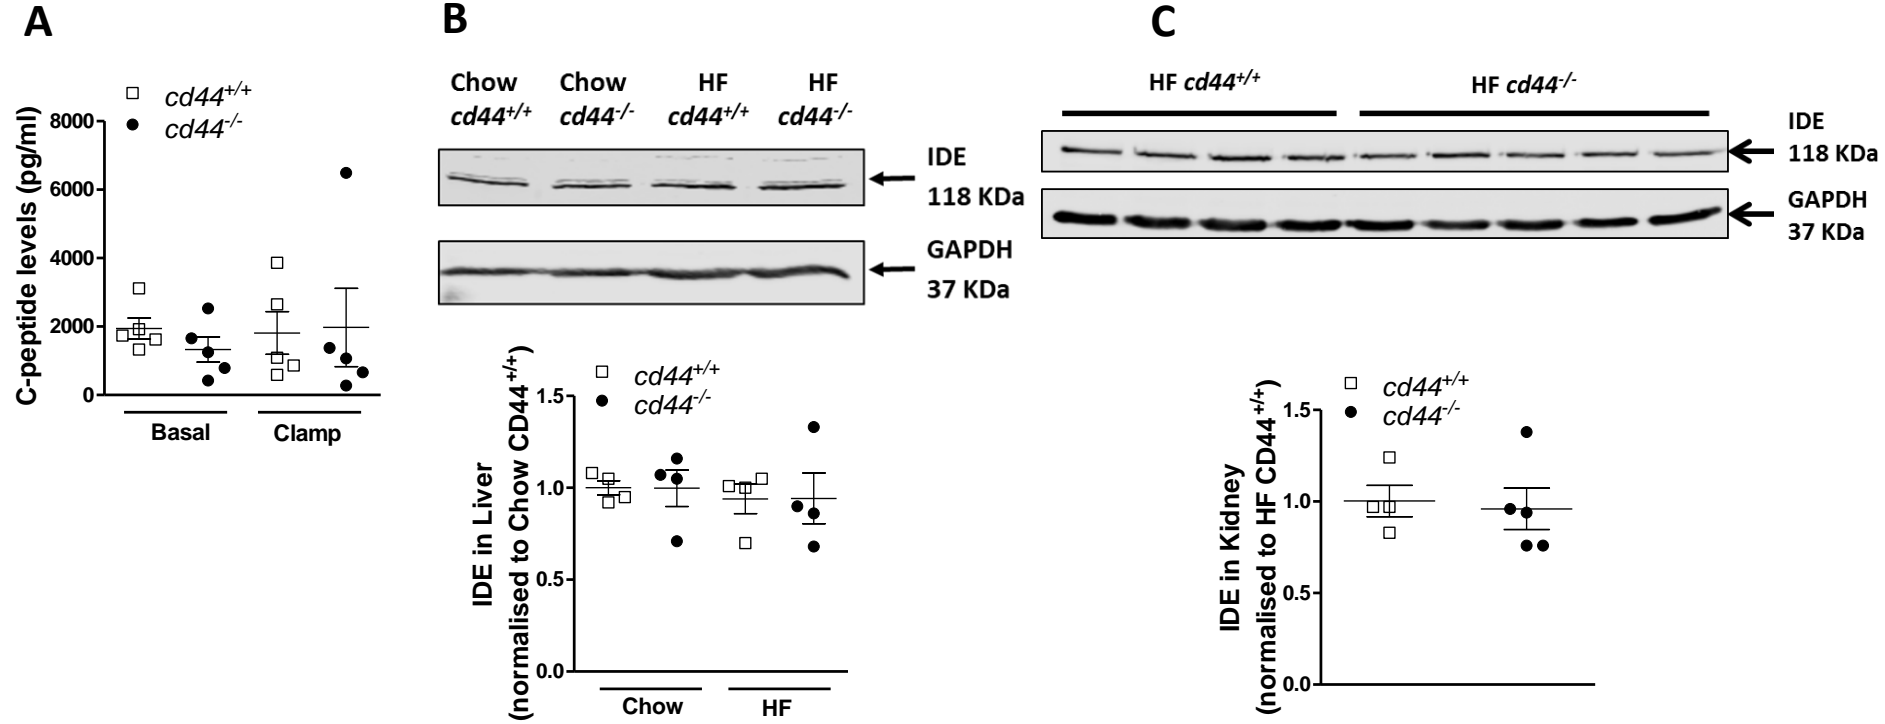 A
cd44+/+
cd44-/-
C-peptide levels (pg/ml)
8000
6000
4000
2000
0
Basal
Clamp
B
Chow
cd44+/+
Chow
cd44-/-
HF
cd44+/+
HF
cd44-/-
IDE
118 KDa
GAPDH
37 KDa
cd44+/+
cd44-/-
IDE in Liver
(normalised to Chow CD44+/+)
1.5
1.0
0.5
0.0
Chow
HF
C
HF cd44+/+
HF cd44-/-
IDE
118 KDa
GAPDH
37 KDa
cd44+/+
cd44-/-
IDE in Kidney
(normalised to HF CD44+/+)
1.5
1.0
0.5
0.0